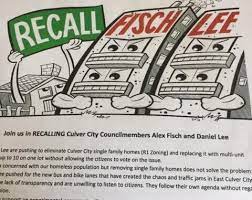 RECALL FISCH LEE
Join us in RECALLING Culver City Councilmembers Alex Fisch and Daniel Lee
Lee are pushing to eliminate Culver City single family homes (R1 Zoning) and replacing it with multi-unit
up to 10 on one lot without allowing the citizens to vote on the issue.
concerned with our homeless population but removing single family homes does not solve the problem
pushed for the new bus and bike lanes that have created the chaos and traffic jams in East Culver City
lack of transparency and are unwilling to listen to citizens. They follow their own agenda without rega